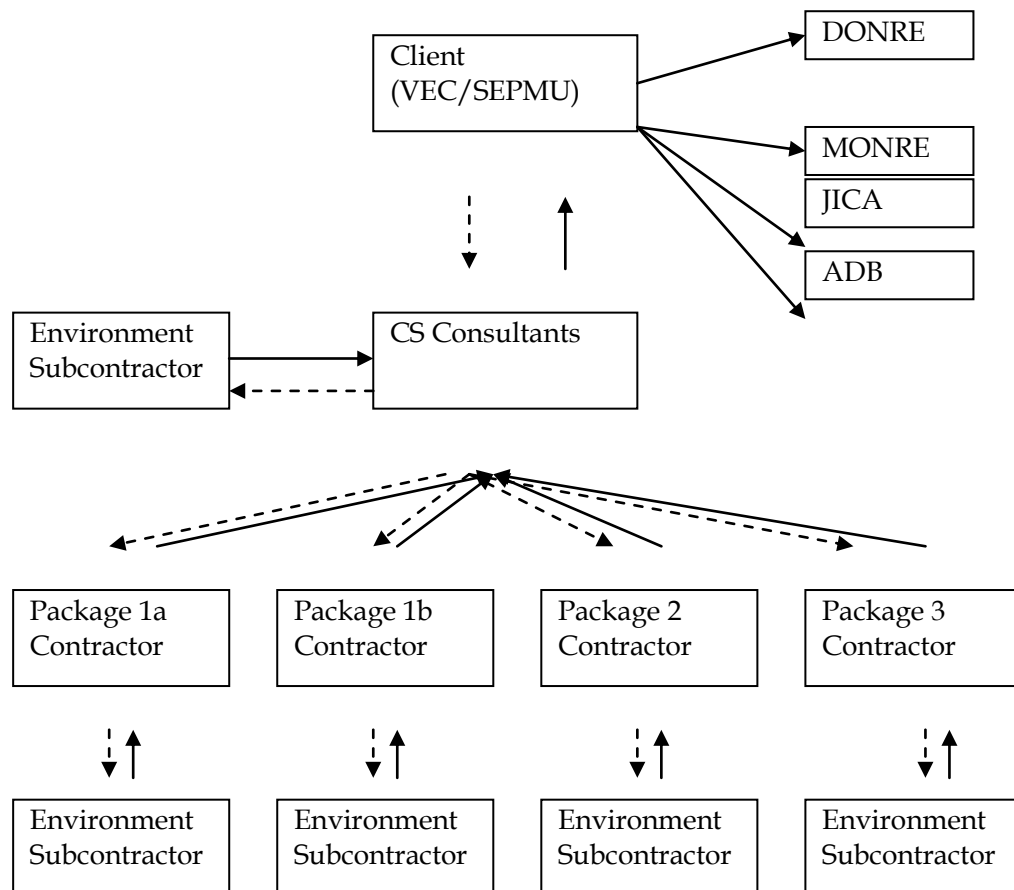 DONRE
Client
(VEC/SEPMU)
MONRE
JICA
ADB
Environment
Subcontractor
CS Consultants
Package 1a
Contractor
Package 1b
Contractor
Package 2
Contractor
Package 3
Contractor
Environment
Subcontractor
Environment
Subcontractor
Environment
Subcontractor
Environment
Subcontractor